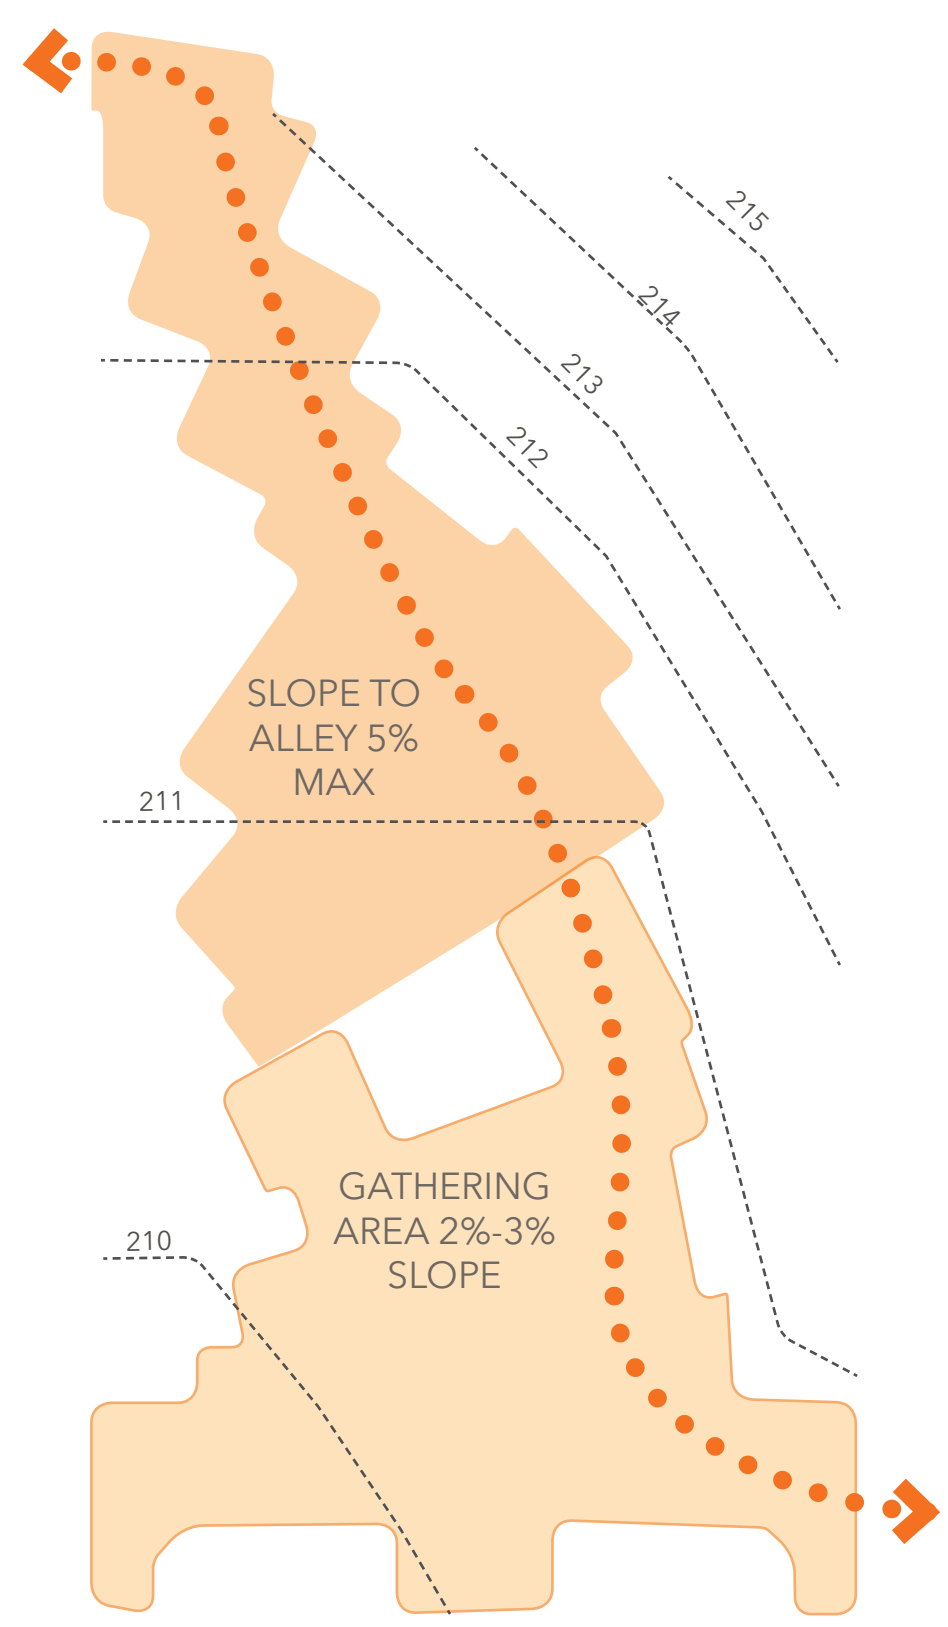 215
214
213
212
SLOPE TO
ALLEY 5%
MAX
211
GATHERING
AREA 2%-3%
SLOPE
210